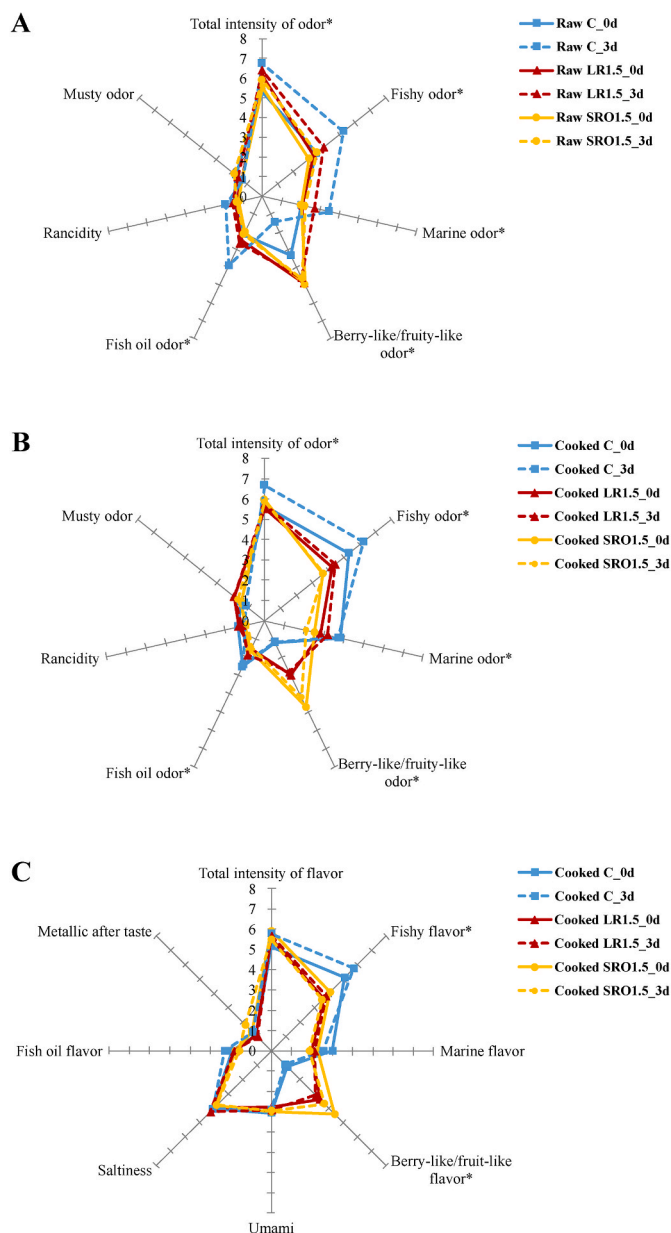 A
Total intensity of odor*
8
7
6
5
4
3
2
1
0
Musty odor
Fishy odor*
Rancidity
Marine odor*
Fish oil odor*
Berry-like/fruity-like
odor*
Raw C_0d
Raw C_3d
Raw LR1.5_0d
Raw LR1.5_3d
Raw SRO1.5_0d
Raw SRO1.5_3d
B
Total intensity of odor*
8
7
6
5
4
3
2
1
0
Musty odor
Fishy odor*
Rancidity
Marine odor*
Fish oil odor*
Berry-like/fruity-like
odor*
Cooked C_0d
Cooked C_3d
Cooked LR1.5_0d
Cooked LR1.5_3d
Cooked SRO1.5_0d
Cooked SRO1.5_3d
C
Total intensity of flavor
8
7
6
5
4
3
2
1
0
Metallic after taste
Fishy flavor*
Fish oil flavor
Marine flavor
Saltiness
Berry-like/fruit-like
flavor*
Umami
Cooked C_0d
Cooked C_3d
Cooked LR1.5_0d
Cooked LR1.5_3d
Cooked SRO1.5_0d
Cooked SRO1.5_3d